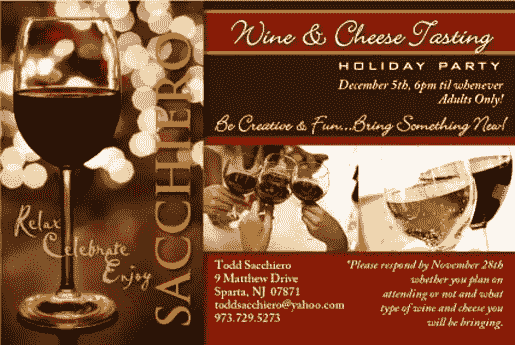 Wine & Cheese Tasting
HOLIDAY PARTY
December 5th, 6pm til whenever
Adults Only!
Be Creative & Fun...Bring Something New!
SACCHIERO
Relax
Celebrate
Enjoy
Todd Sacchiero
9 Matthew Drive
Sparta, NJ 07871
toddsacchiero@yahoo.com
973.729.5273
*Please respond by November 28th
whether you plan on
attending or not and what
type of wine and cheese you
will be bringing.